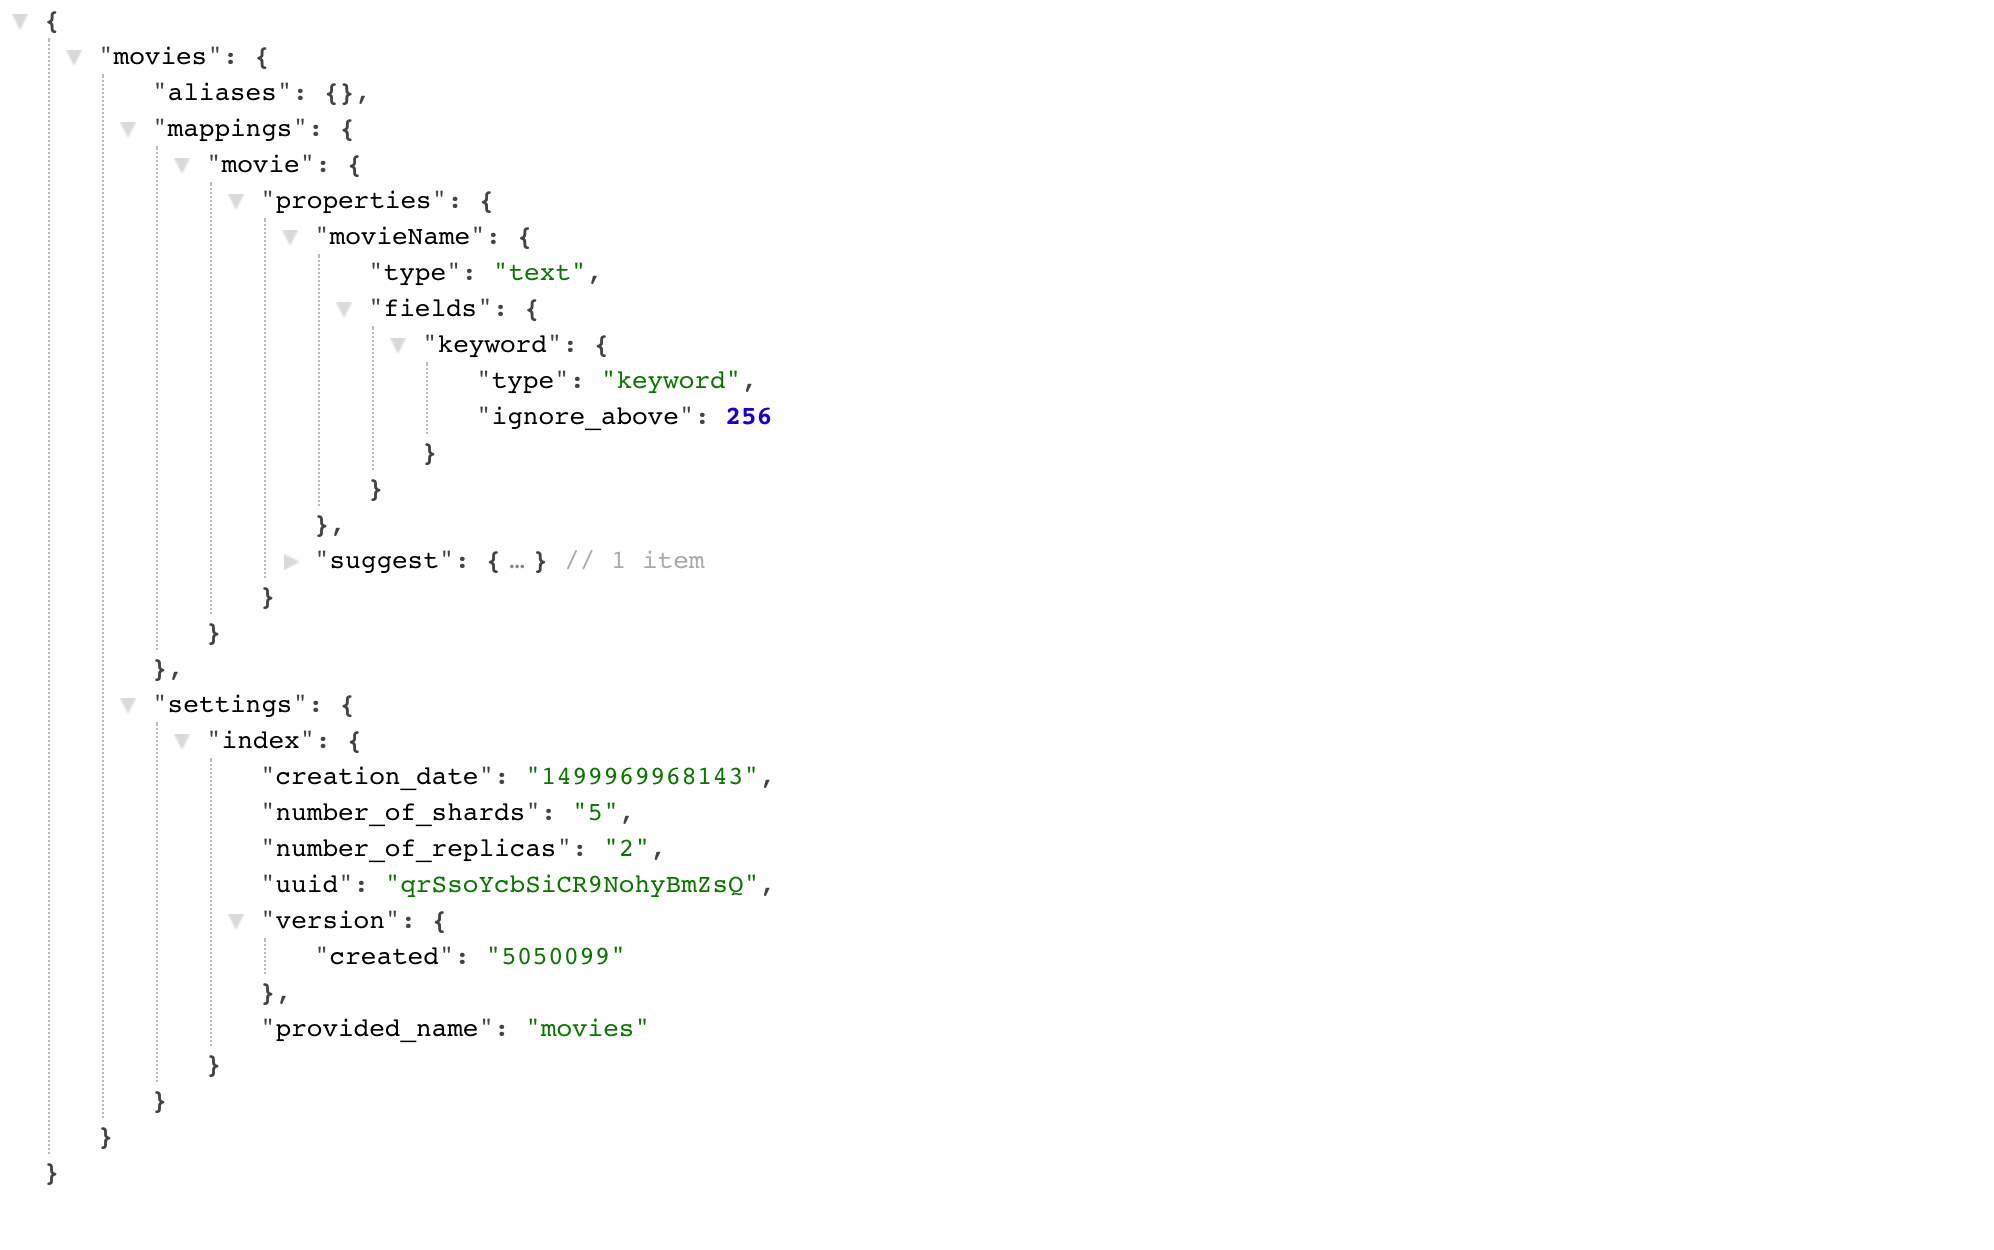 {
"movies": {
"aliases": {},
"mappings": {
"movie": {
"properties": {
"movieName": {
"type": "text",
"fields": {
"keyword": {
"type": "keyword",
"ignore_above": 256
}
}
},
"suggest": { … } // 1 item
}
}
},
"settings": {
"index": {
"creation_date": "1499969968143",
"number_of_shards": "5",
"number_of_replicas": "2",
"uuid": "qrSsoYcbSiCR9NohyBmZsQ",
"version": {
"created": "5050099"
},
"provided_name": "movies"
}
}
}
}